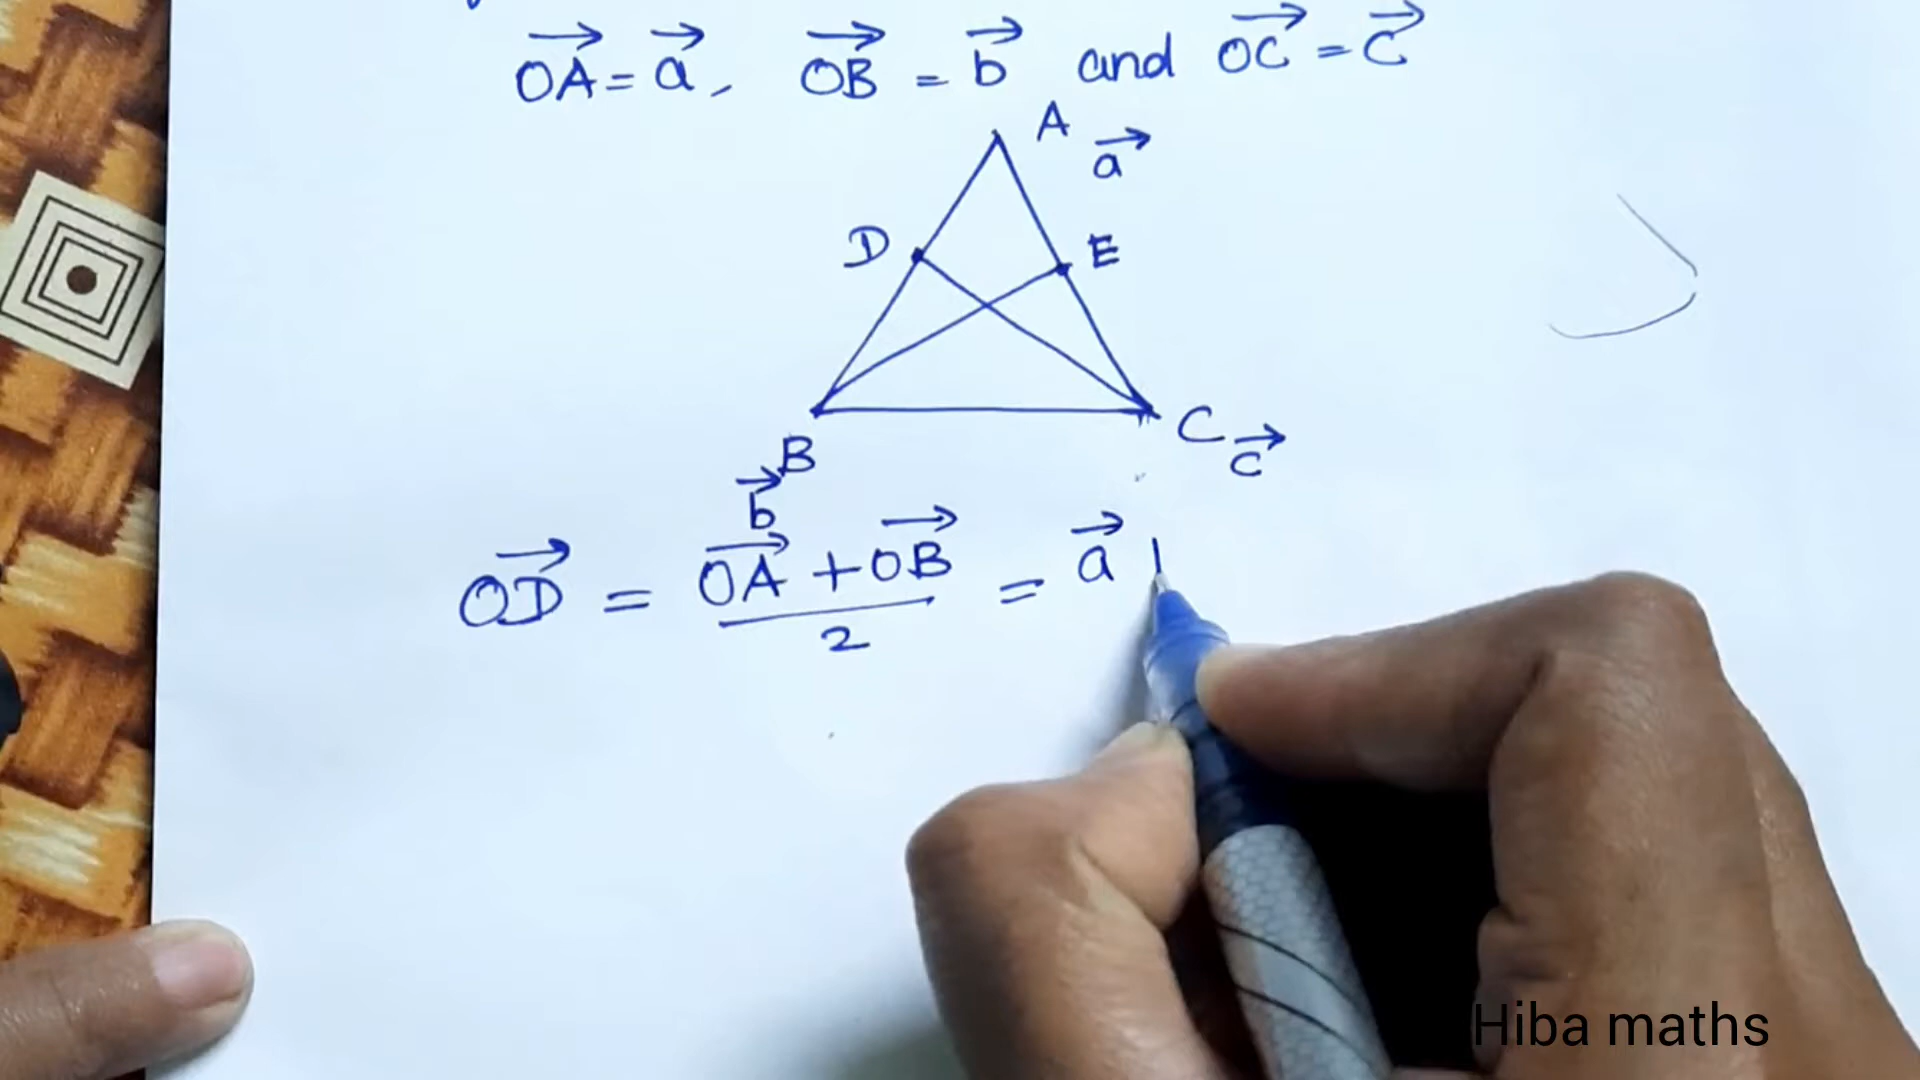 OA = a, OB = b and OC = c
A
a
D
E
B
b
C
c
OD = OA + OB / 2 = a
Hiba maths